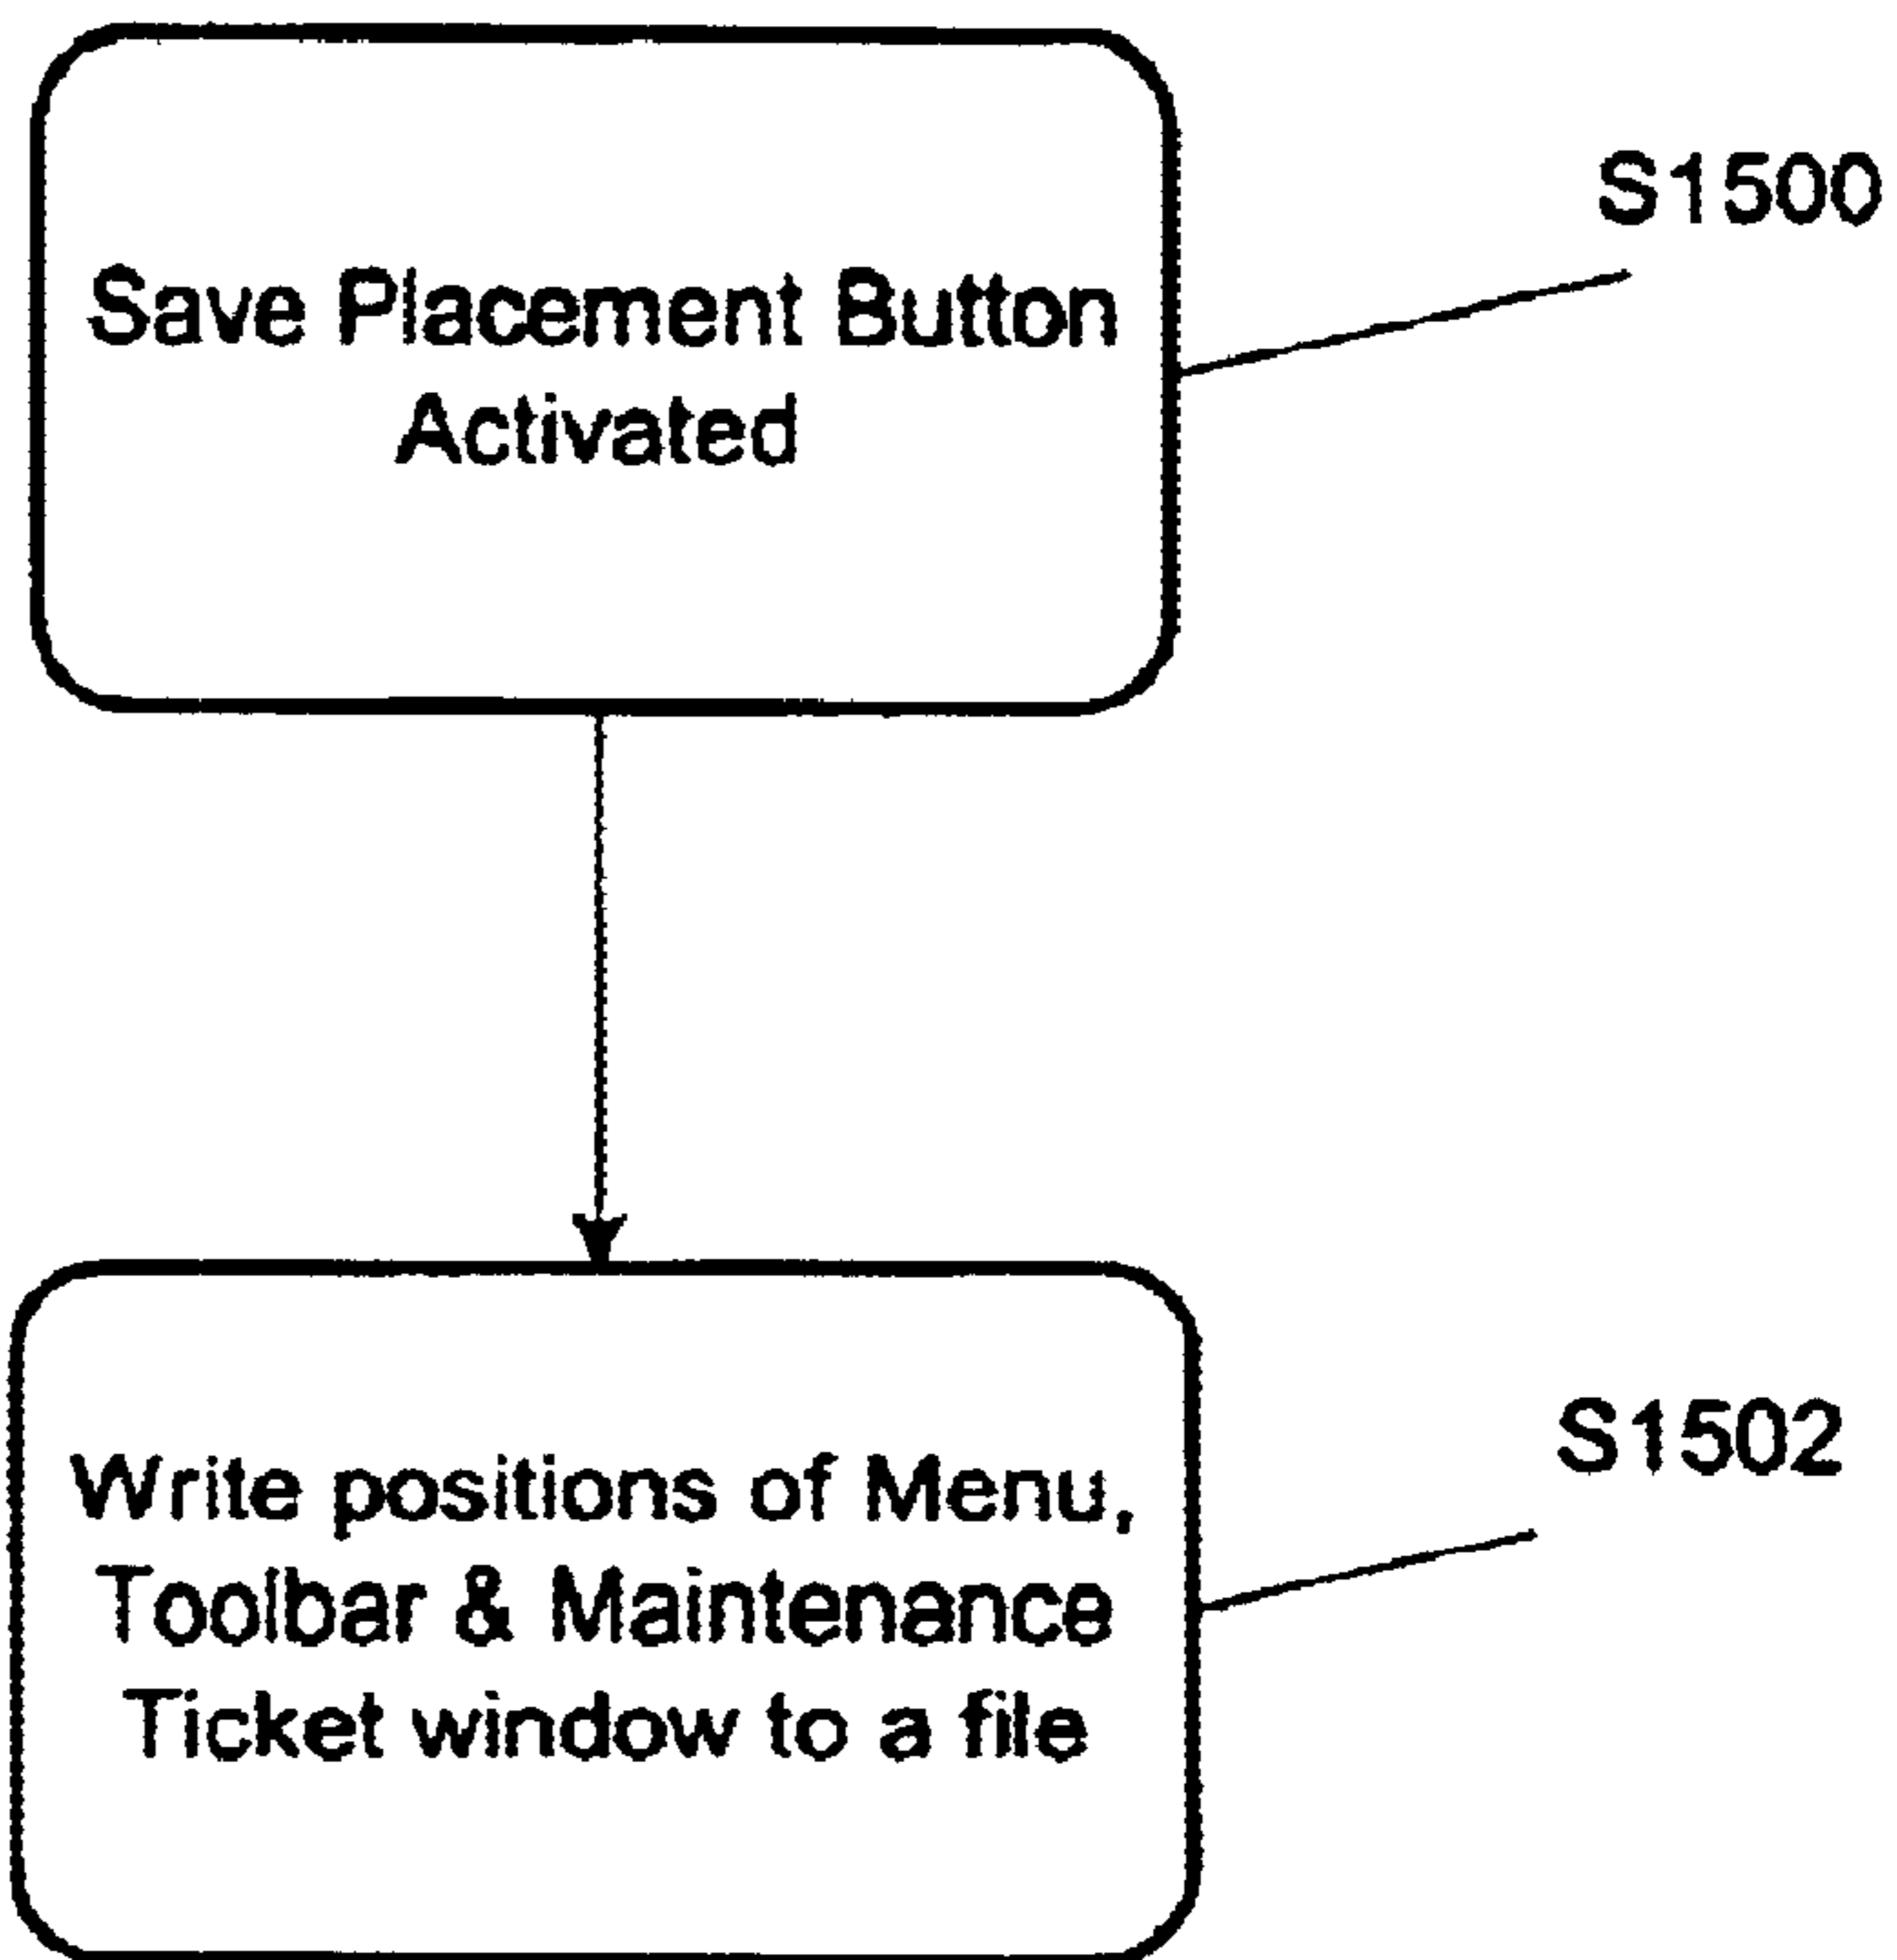 Save Placement Button
Activated
S1500
Write positions of Menu,
Toolbar & Maintenance
Ticket window to a file
S1502